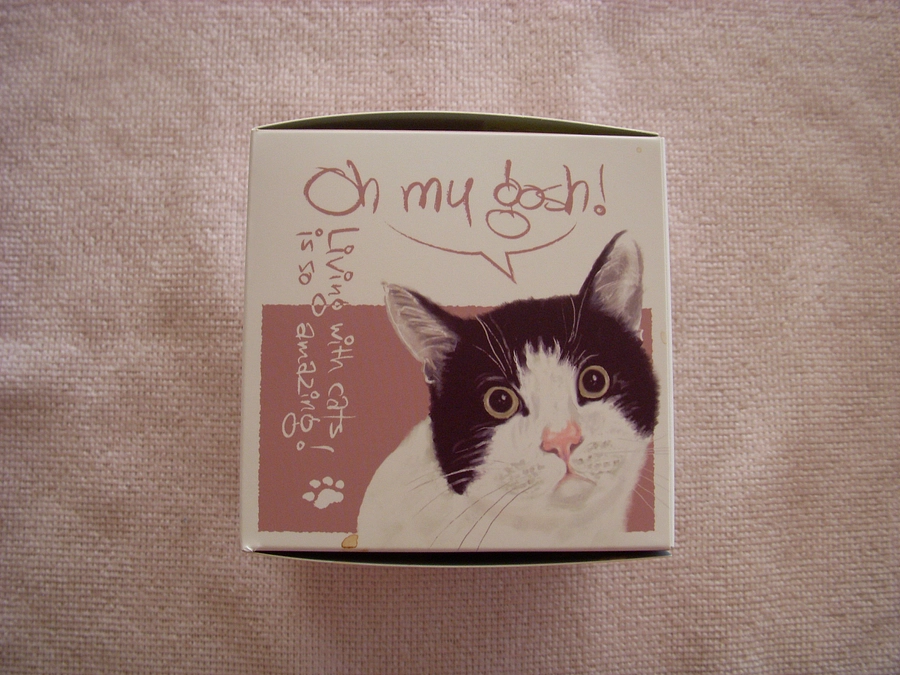 Oh my gosh!
Living with cats!
is so amazing.